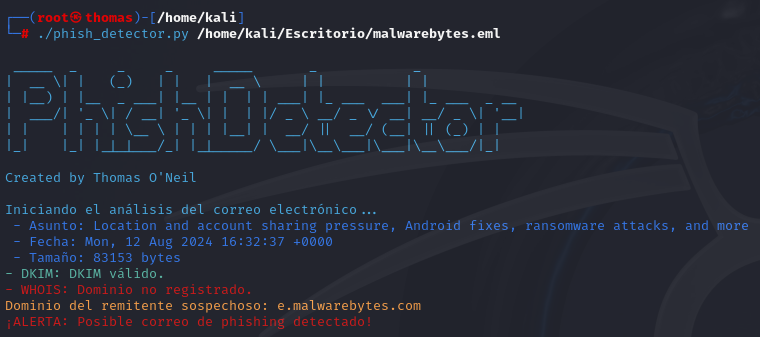 (root㉿thomas)-[/home/kali]
# ./phish_detector.py /home/kali/Escritorio/malwarebytes.eml
PhishDetector
Created by Thomas O'Neil
Iniciando el análisis del correo electrónico...
- Asunto: Location and account sharing pressure, Android fixes, ransomware attacks, and more
- Fecha: Mon, 12 Aug 2024 16:32:37 +0000
- Tamaño: 83153 bytes
- DKIM: DKIM válido.
- WHOIS: Dominio no registrado.
Dominio del remitente sospechoso: e.malwarebytes.com
¡ALERTA: Posible correo de phishing detectado!